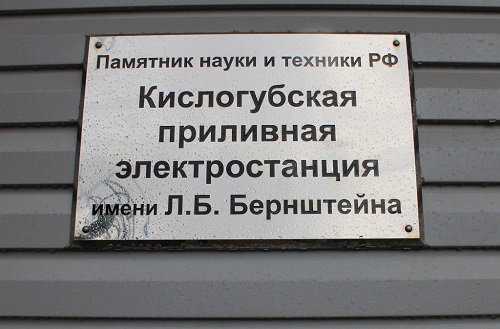 Памятник науки и техники РФ
Кислогубская
приливная
электростанция
имени Л.Б. Бернштейна